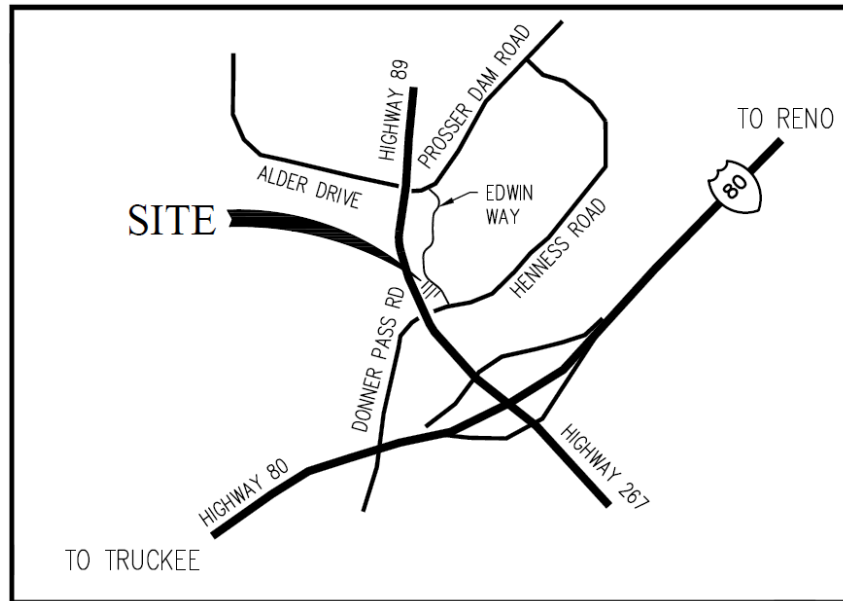 HIGHWAY 89
PROSSER DAM ROAD
TO RENO
80
ALDER DRIVE
EDWIN
WAY
SITE
HENNESS ROAD
DONNER PASS RD
HIGHWAY 80
HIGHWAY 267
TO TRUCKEE